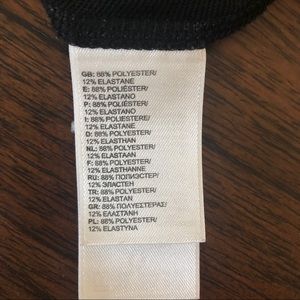 GB: 88% POLYESTER/
12% ELASTANE
E: 88% POLIÉSTER/
12% ELASTANO
P: 88% POLIÉSTER/
12% ELASTANO
I: 88% POLIESTERE/
12% ELASTANE
D: 88% POLYESTER/
12% ELASTHAN
NL: 88% POLYESTER/
12% ELASTAAN
F: 88% POLYESTER/
12% ELASTHANNE
RU: 88% ПОЛИЭСТЕР/
12% ЭЛАСТЕН
TR: 88% POLYESTER/
12% ELASTAN
GR: 88% ΠΟΛΥΕΣΤΕΡΑΣ/
12% ΕΛΑΣΤΑΝΗ
PL: 88% POLYESTER/
12% ELASTYNA